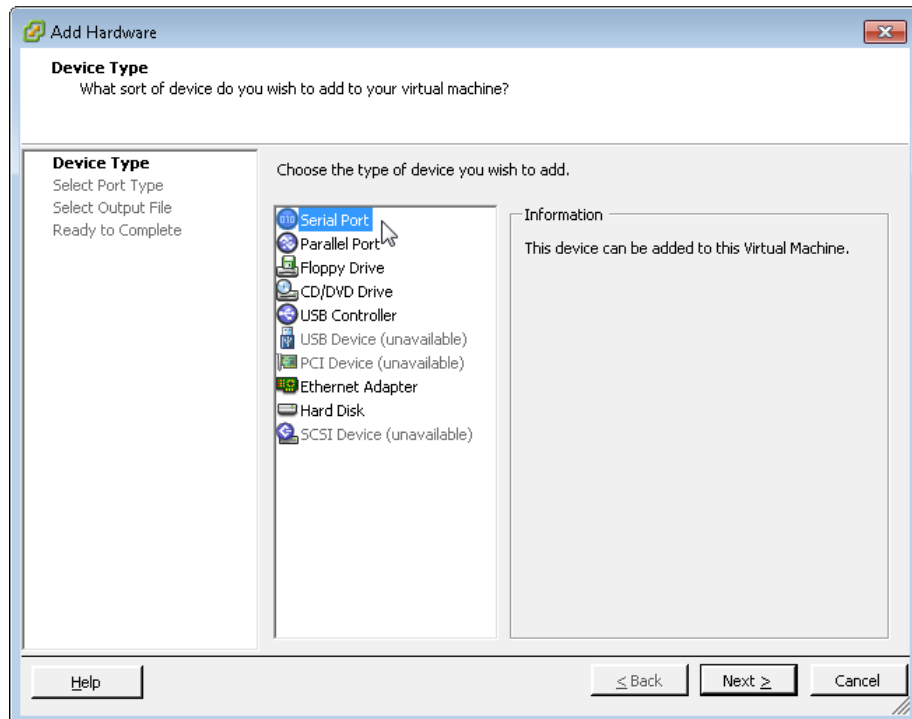 Add Hardware
Device Type
What sort of device do you wish to add to your virtual machine?
Device Type
Select Port Type
Select Output File
Ready to Complete
Choose the type of device you wish to add.
010 Serial Port
Parallel Port
Floppy Drive
CD/DVD Drive
USB Controller
USB Device (unavailable)
PCI Device (unavailable)
Ethernet Adapter
Hard Disk
SCSI Device (unavailable)
Information
This device can be added to this Virtual Machine.
Help
< Back
Next >
Cancel